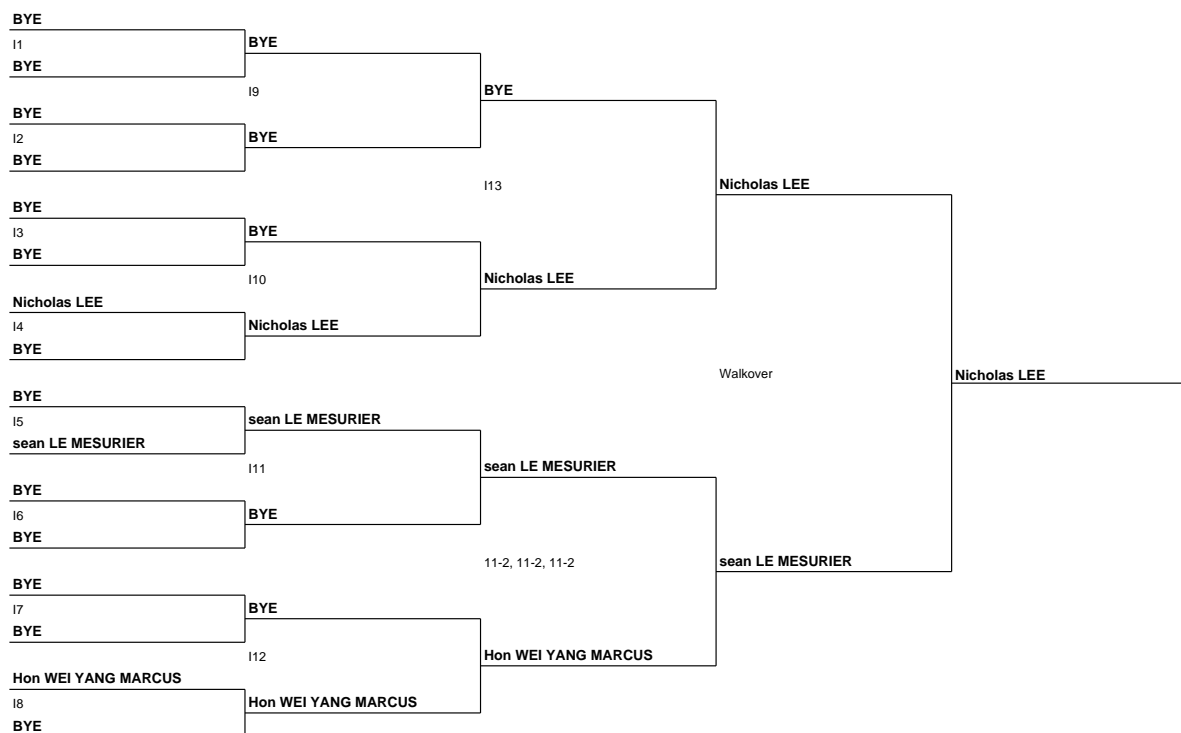 BYE
I1
BYE
BYE
I9
BYE
BYE
I2
BYE
BYE
I13
Nicholas LEE
BYE
I3
BYE
BYE
I10
Nicholas LEE
Nicholas LEE
I4
Nicholas LEE
BYE
Walkover
Nicholas LEE
BYE
I5
sean LE MESURIER
sean LE MESURIER
I11
sean LE MESURIER
BYE
I6
BYE
BYE
11-2, 11-2, 11-2
sean LE MESURIER
BYE
I7
BYE
BYE
I12
Hon WEI YANG MARCUS
Hon WEI YANG MARCUS
I8
Hon WEI YANG MARCUS
BYE